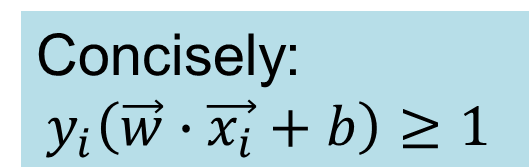 Concisely:
yᵢ(w⃗ · x⃗ᵢ + b) ≥ 1